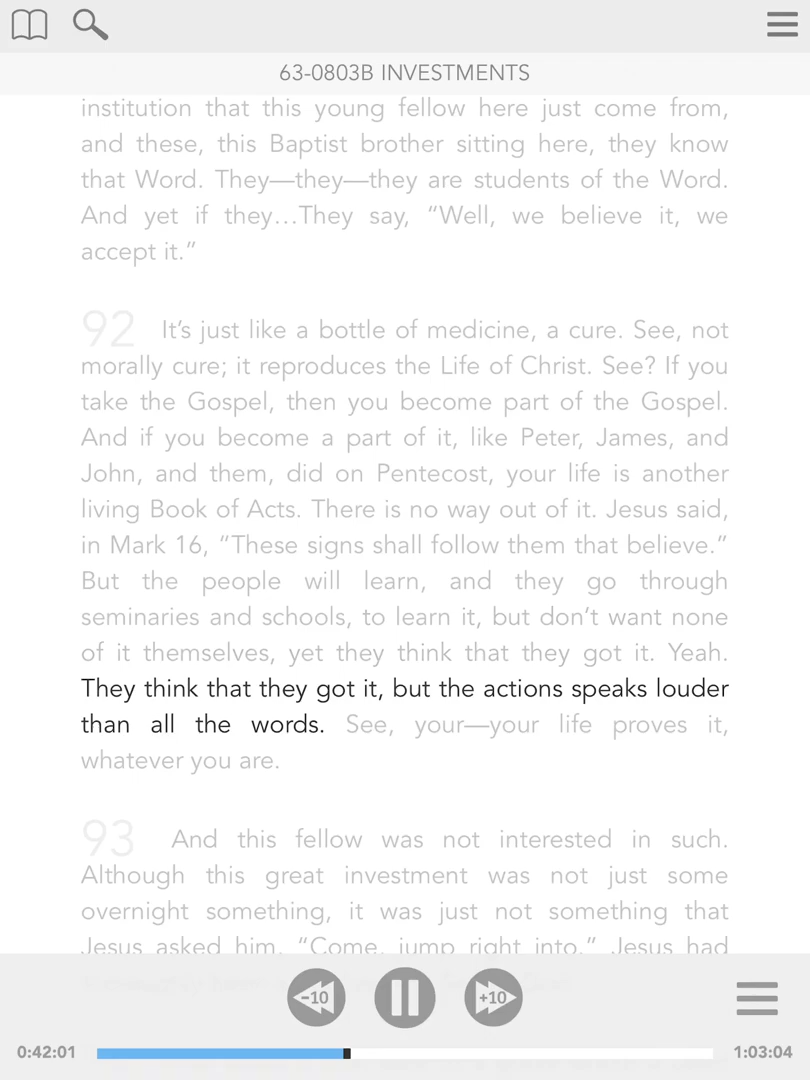 63-0803B INVESTMENTS
institution that this young fellow here just come from,
and these, this Baptist brother sitting here, they know
that Word. They—they—they are students of the Word.
And yet if they…They say, “Well, we believe it, we
accept it.”
92 It’s just like a bottle of medicine, a cure. See, not
morally cure; it reproduces the Life of Christ. See? If you
take the Gospel, then you become part of the Gospel.
And if you become a part of it, like Peter, James, and
John, and them, did on Pentecost, your life is another
living Book of Acts. There is no way out of it. Jesus said,
in Mark 16, “These signs shall follow them that believe.”
But the people will learn, and they go through
seminaries and schools, to learn it, but don’t want none
of it themselves, yet they think that they got it. Yeah.
They think that they got it, but the actions speaks louder
than all the words. See, your—your life proves it,
whatever you are.
93 And this fellow was not interested in such.
Although this great investment was not just some
overnight something, it was just not something that
Jesus asked him, “Come, jump right into.” Jesus had
-10 +10
0:42:01 1:03:04